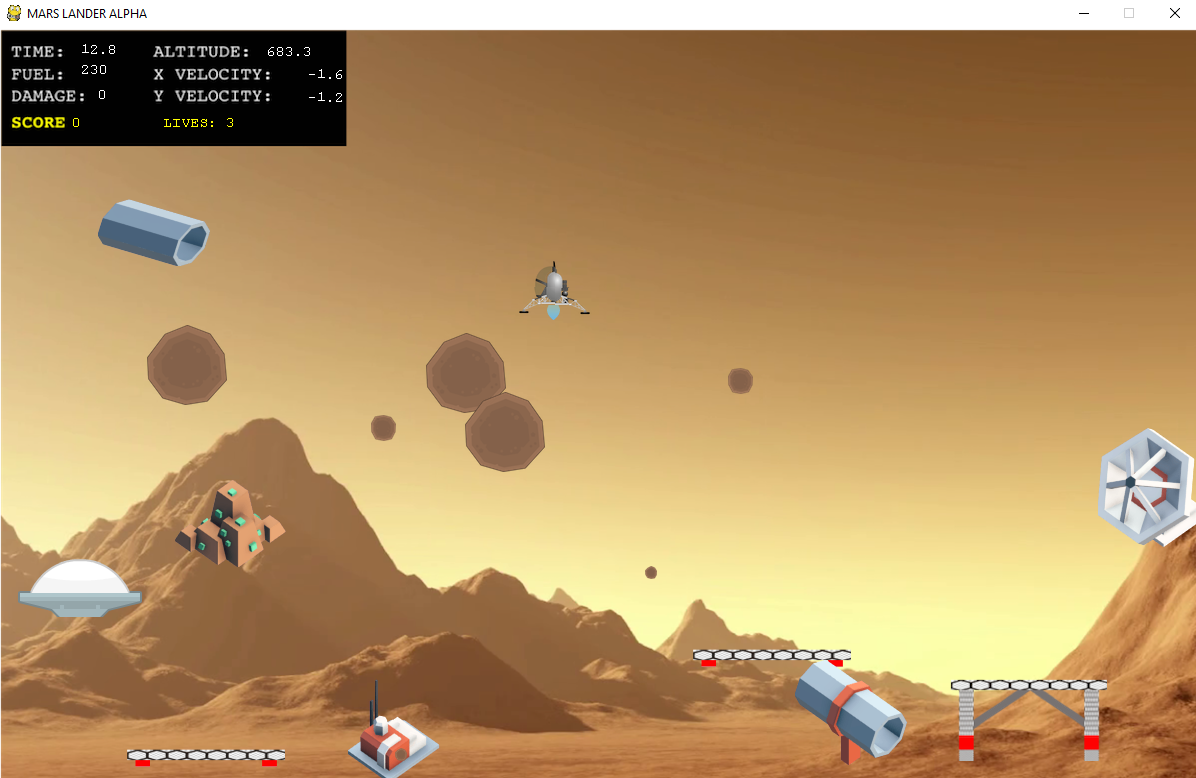 MARS LANDER ALPHA
TIME: 12.8 ALTITUDE: 683.3
FUEL: 230 X VELOCITY: -1.6
DAMAGE: 0 Y VELOCITY: -1.2
SCORE 0 LIVES: 3